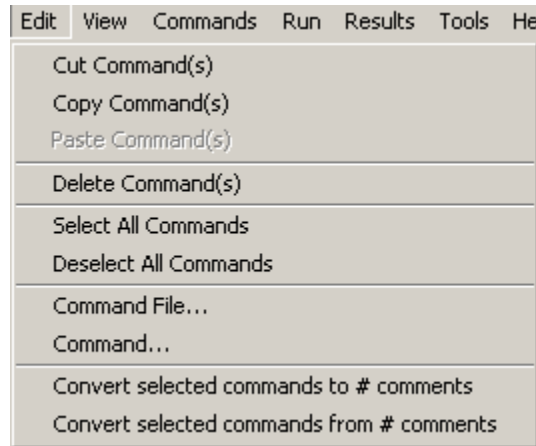 Edit View Commands Run Results Tools He
Cut Command(s)
Copy Command(s)
Paste Command(s)
Delete Command(s)
Select All Commands
Deselect All Commands
Command File...
Command...
Convert selected commands to # comments
Convert selected commands from # comments